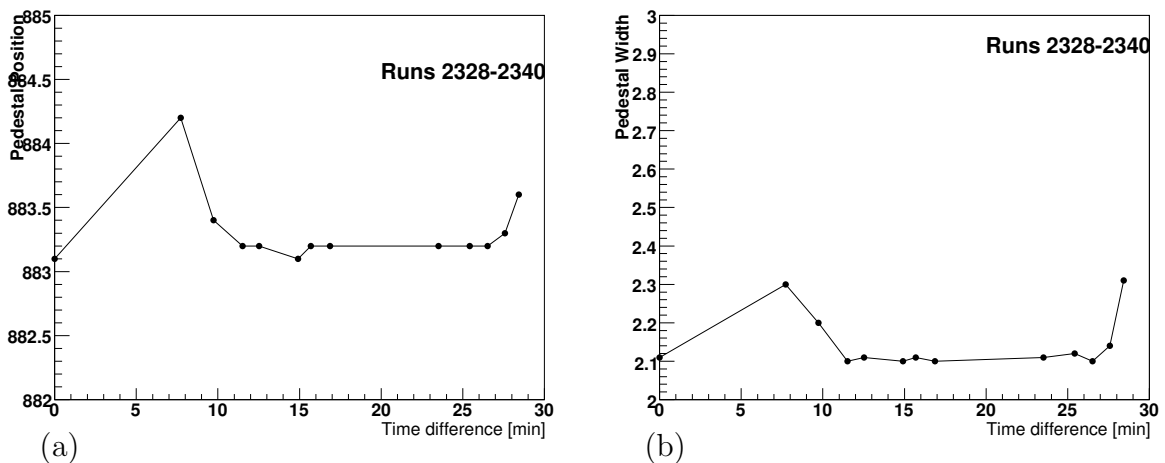 885
884.5
884
883.5
883
882.5
882
Pedestal Position
Runs 2328-2340
0 5 10 15 20 25 30
Time difference [min]
(a)
3
2.9
2.8
2.7
2.6
2.5
2.4
2.3
2.2
2.1
2
Pedestal Width
Runs 2328-2340
0 5 10 15 20 25 30
Time difference [min]
(b)